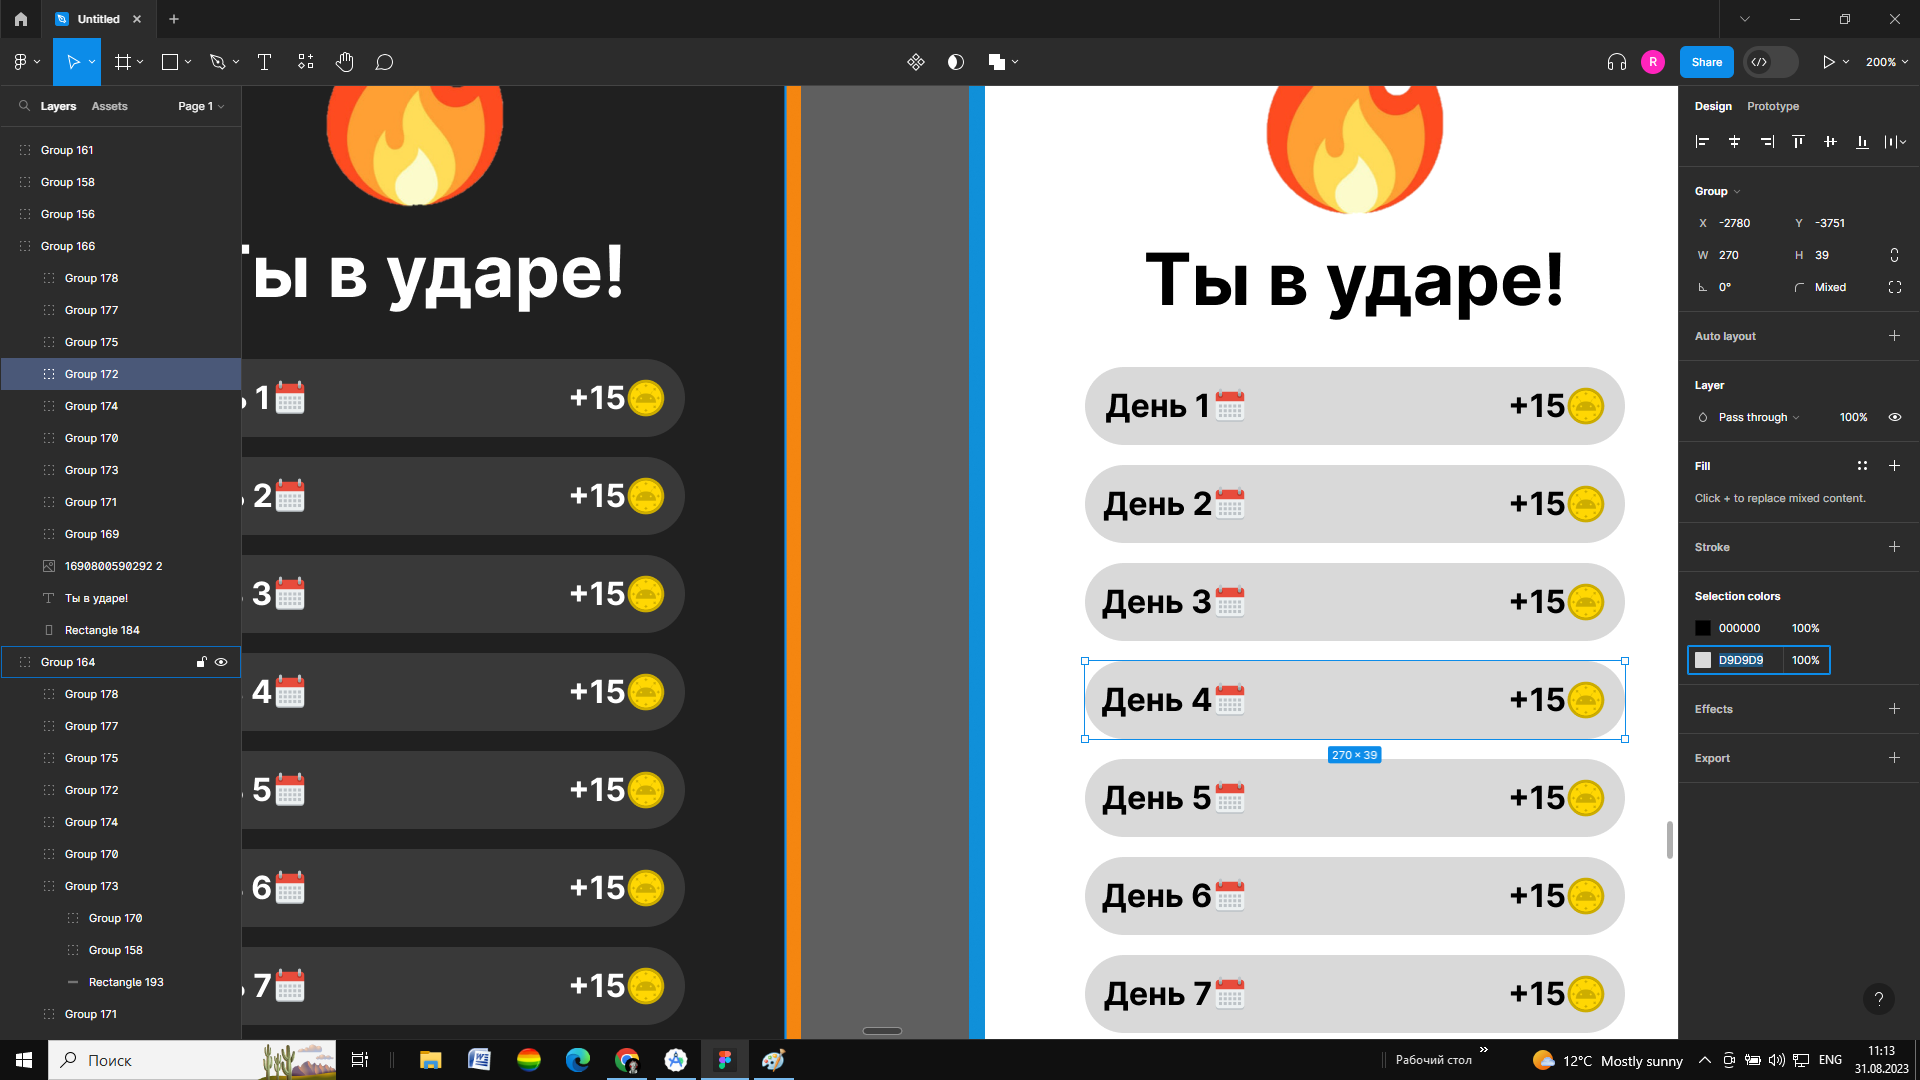 Untitled
Share
R
200%
Layers
Assets
Page 1
Group 161
Group 158
Group 156
Group 166
Group 178
Group 177
Group 175
Group 172
Group 174
Group 170
Group 173
Group 171
Group 169
1690800590292 2
Ты в ударе!
Rectangle 184
Group 164
Group 178
Group 177
Group 175
Group 172
Group 174
Group 170
Group 173
Group 170
Group 158
Rectangle 193
Group 171
ы в ударе!
1 +15
2 +15
3 +15
4 +15
5 +15
6 +15
7 +15
Ты в ударе!
День 1 +15
День 2 +15
День 3 +15
День 4 +15
270 × 39
День 5 +15
День 6 +15
День 7 +15
Design
Prototype
Group
X -2780 Y -3751
W 270 H 39
0° Mixed
Auto layout
Layer
Pass through 100%
Fill
Click + to replace mixed content.
Stroke
Selection colors
000000 100%
D9D9D9 100%
Effects
Export
?
Поиск
Рабочий стол
12°C Mostly sunny
ENG
11:13
31.08.2023